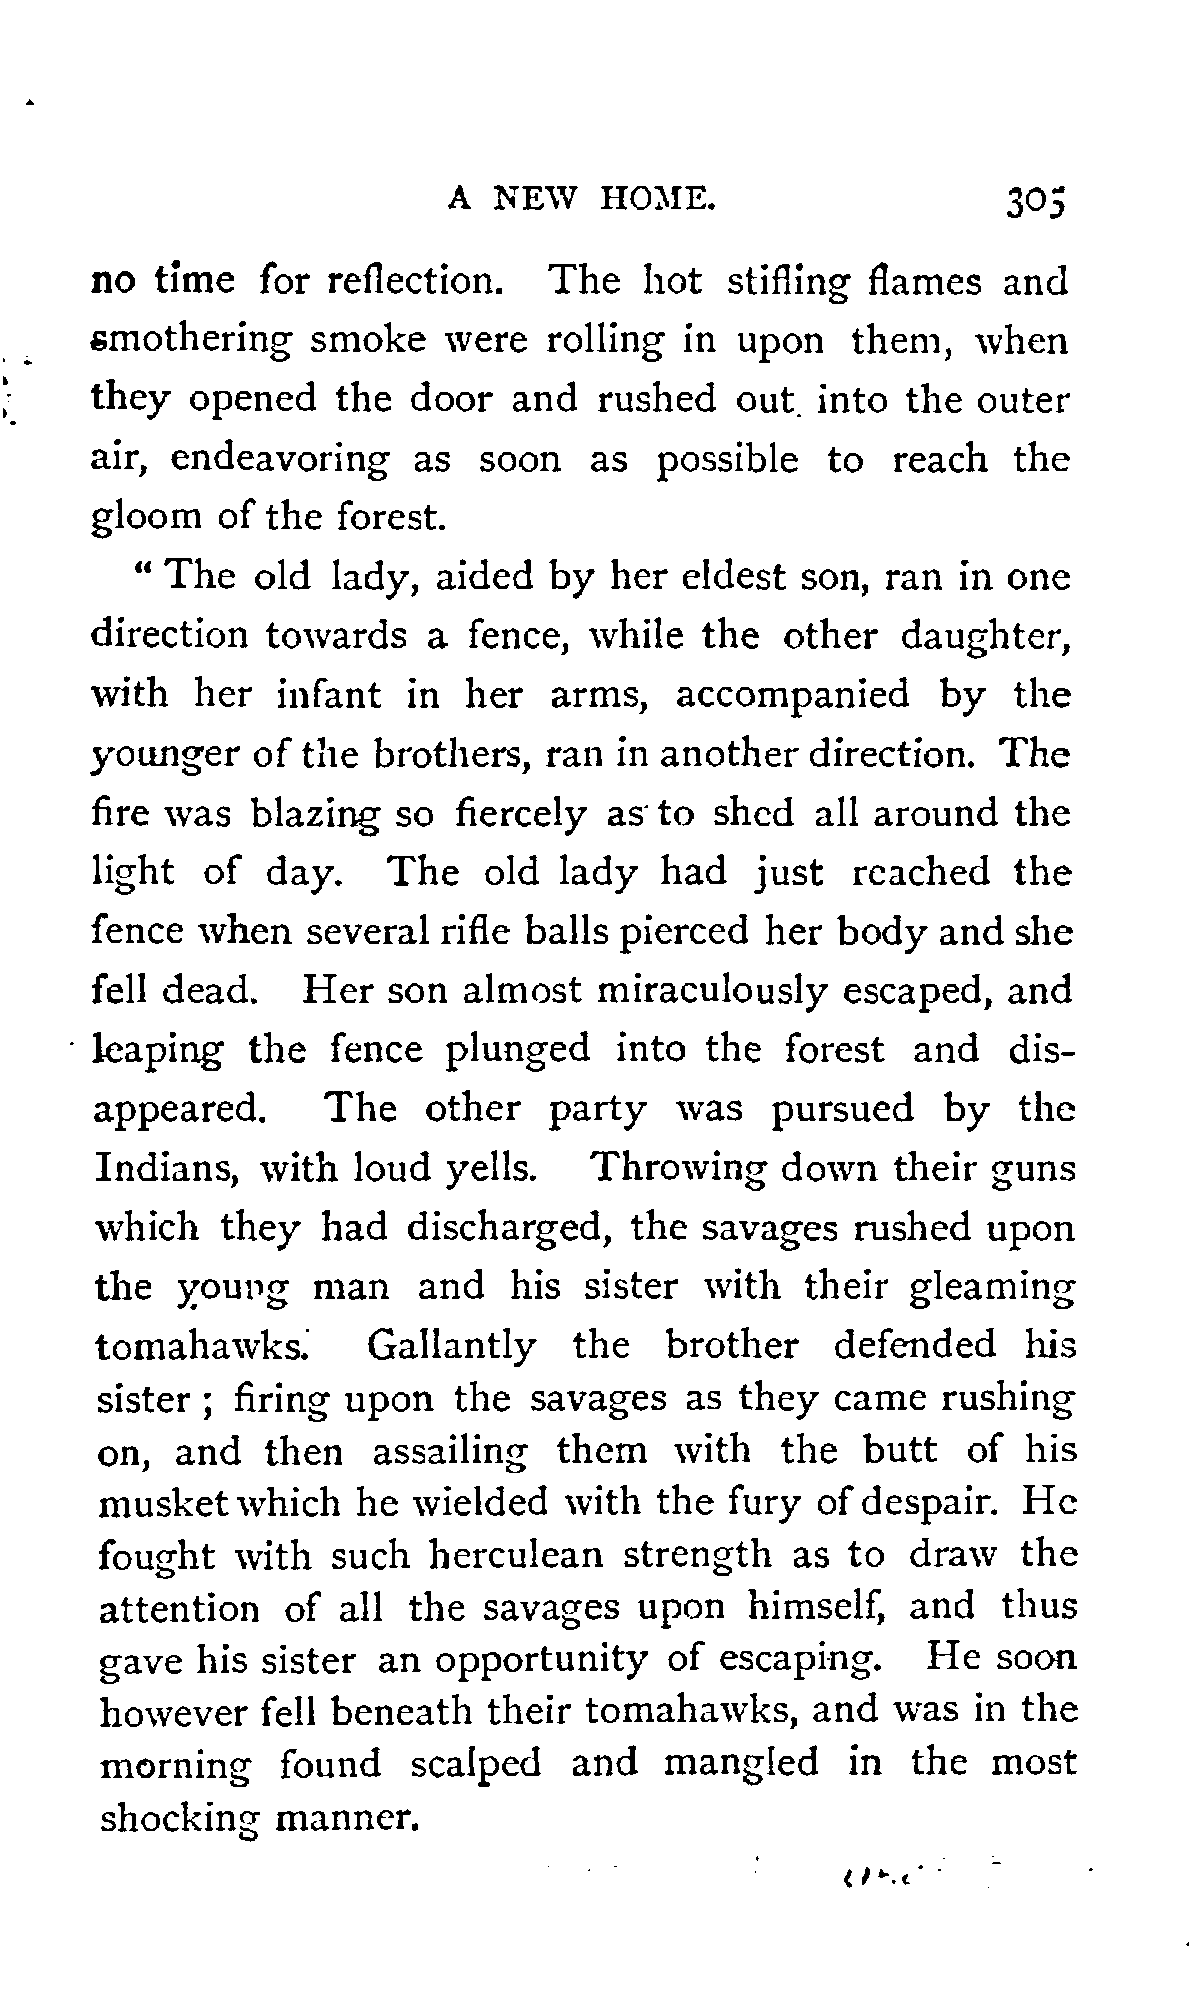 A NEW HOME. 305
no time for reflection. The hot stifling flames and
smothering smoke were rolling in upon them, when
they opened the door and rushed out into the outer
air, endeavoring as soon as possible to reach the
gloom of the forest.
" The old lady, aided by her eldest son, ran in one
direction towards a fence, while the other daughter,
with her infant in her arms, accompanied by the
younger of the brothers, ran in another direction. The
fire was blazing so fiercely as to shed all around the
light of day. The old lady had just reached the
fence when several rifle balls pierced her body and she
fell dead. Her son almost miraculously escaped, and
leaping the fence plunged into the forest and dis-
appeared. The other party was pursued by the
Indians, with loud yells. Throwing down their guns
which they had discharged, the savages rushed upon
the young man and his sister with their gleaming
tomahawks. Gallantly the brother defended his
sister ; firing upon the savages as they came rushing
on, and then assailing them with the butt of his
musket which he wielded with the fury of despair. He
fought with such herculean strength as to draw the
attention of all the savages upon himself, and thus
gave his sister an opportunity of escaping. He soon
however fell beneath their tomahawks, and was in the
morning found scalped and mangled in the most
shocking manner.